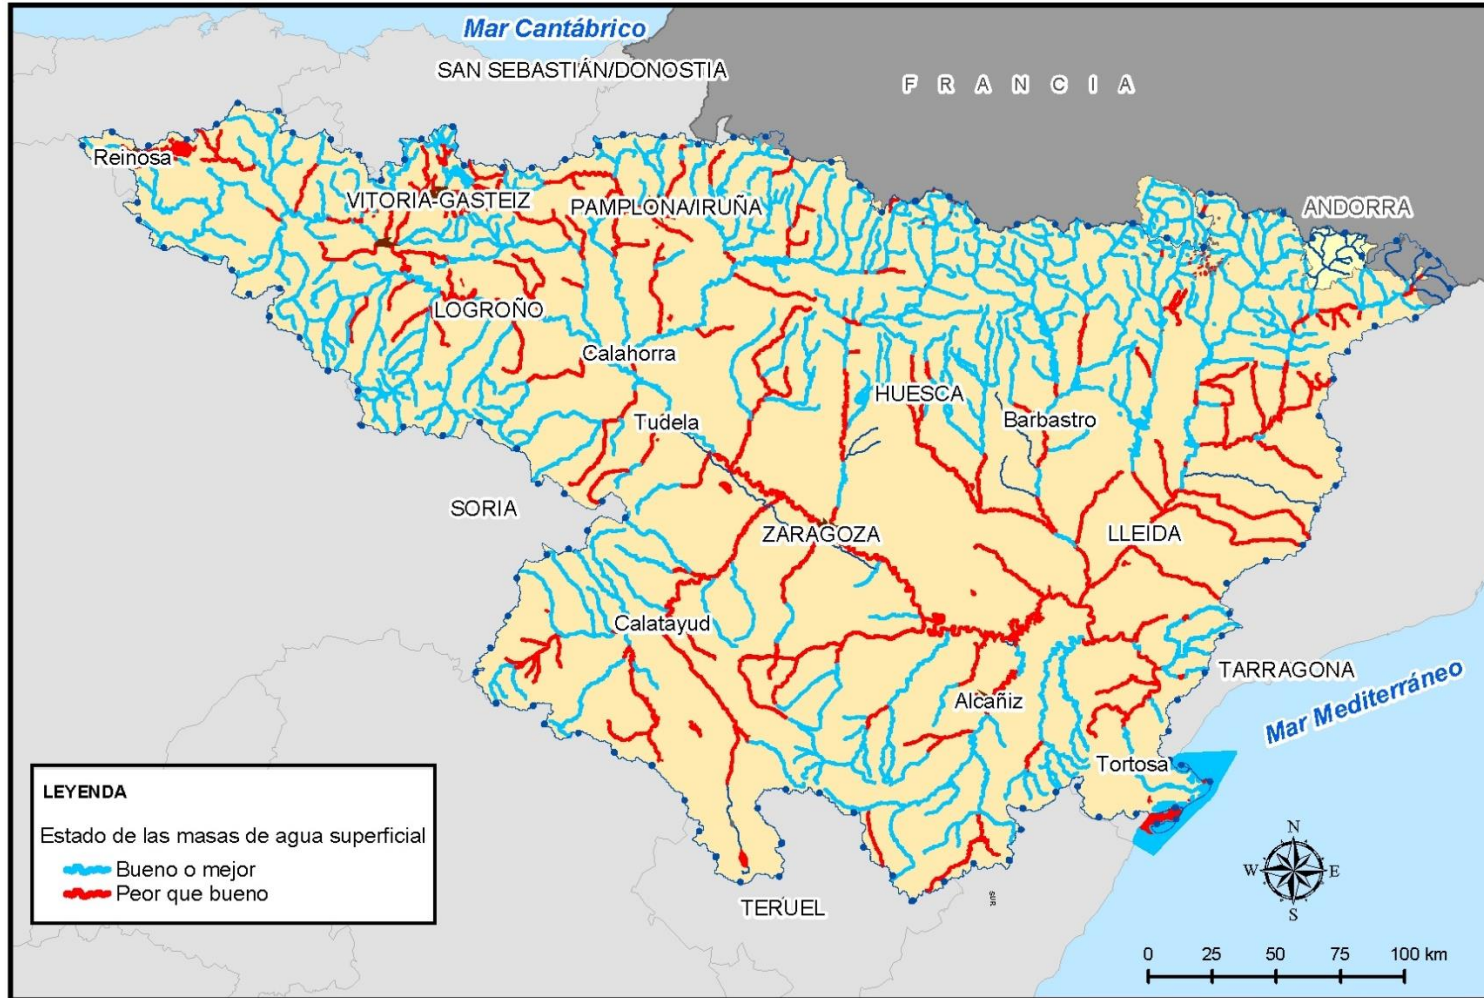 Mar Cantábrico
SAN SEBASTIÁN/DONOSTIA
FRANCIA
Reinosa
VITORIA-GASTEIZ
PAMPLONA/IRUÑA
ANDORRA
LOGROÑO
Calahorra
HUESCA
Tudela
Barbastro
SORIA
ZARAGOZA
LLEIDA
Calatayud
TARRAGONA
Alcañiz
Mar Mediterráneo
Tortosa
LEYENDA
Estado de las masas de agua superficial
Bueno o mejor
Peor que bueno
TERUEL
SUR
N
W E
S
0 25 50 75 100 km